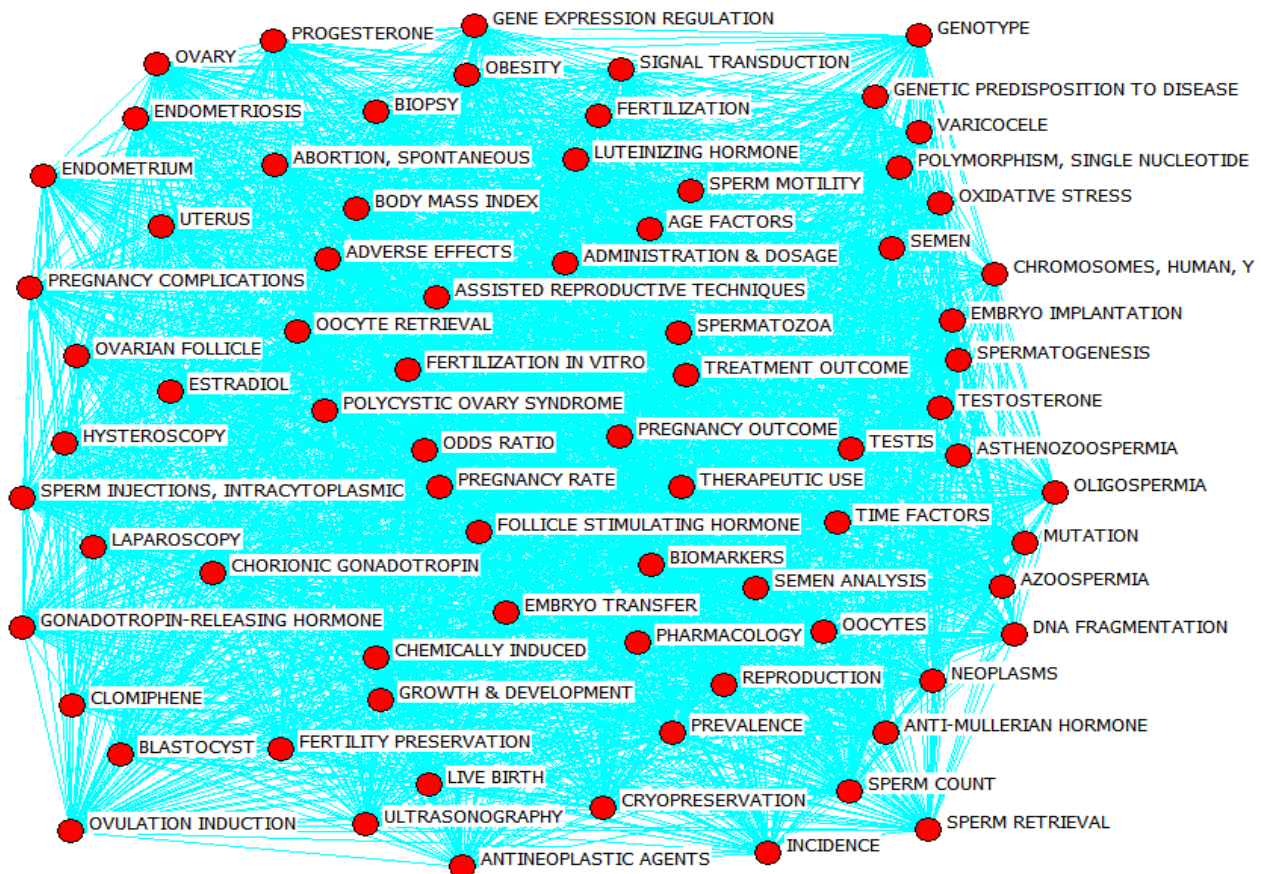 GENE EXPRESSION REGULATION
GENOTYPE
PROGESTERONE
OVARY
SIGNAL TRANSDUCTION
OBESITY
GENETIC PREDISPOSITION TO DISEASE
BIOPSY
FERTILIZATION
ENDOMETRIOSIS
VARICOCELE
LUTEINIZING HORMONE
ABORTION, SPONTANEOUS
POLYMORPHISM, SINGLE NUCLEOTIDE
ENDOMETRIUM
SPERM MOTILITY
OXIDATIVE STRESS
BODY MASS INDEX
UTERUS
AGE FACTORS
SEMEN
ADVERSE EFFECTS
ADMINISTRATION & DOSAGE
CHROMOSOMES, HUMAN, Y
PREGNANCY COMPLICATIONS
ASSISTED REPRODUCTIVE TECHNIQUES
EMBRYO IMPLANTATION
OOCYTE RETRIEVAL
SPERMATOZOA
OVARIAN FOLLICLE
SPERMATOGENESIS
FERTILIZATION IN VITRO
TREATMENT OUTCOME
ESTRADIOL
POLYCYSTIC OVARY SYNDROME
TESTOSTERONE
HYSTEROSCOPY
PREGNANCY OUTCOME
ODDS RATIO
TESTIS
ASTHENOZOOSPERMIA
PREGNANCY RATE
THERAPEUTIC USE
OLIGOSPERMIA
SPERM INJECTIONS, INTRACYTOPLASMIC
TIME FACTORS
FOLLICLE STIMULATING HORMONE
MUTATION
LAPAROSCOPY
BIOMARKERS
CHORIONIC GONADOTROPIN
SEMEN ANALYSIS
AZOOSPERMIA
EMBRYO TRANSFER
GONADOTROPIN-RELEASING HORMONE
OOCYTES
DNA FRAGMENTATION
PHARMACOLOGY
CHEMICALLY INDUCED
REPRODUCTION
NEOPLASMS
GROWTH & DEVELOPMENT
CLOMIPHENE
PREVALENCE
ANTI-MULLERIAN HORMONE
BLASTOCYST
FERTILITY PRESERVATION
LIVE BIRTH
SPERM COUNT
CRYOPRESERVATION
OVULATION INDUCTION
ULTRASONOGRAPHY
SPERM RETRIEVAL
INCIDENCE
ANTINEOPLASTIC AGENTS